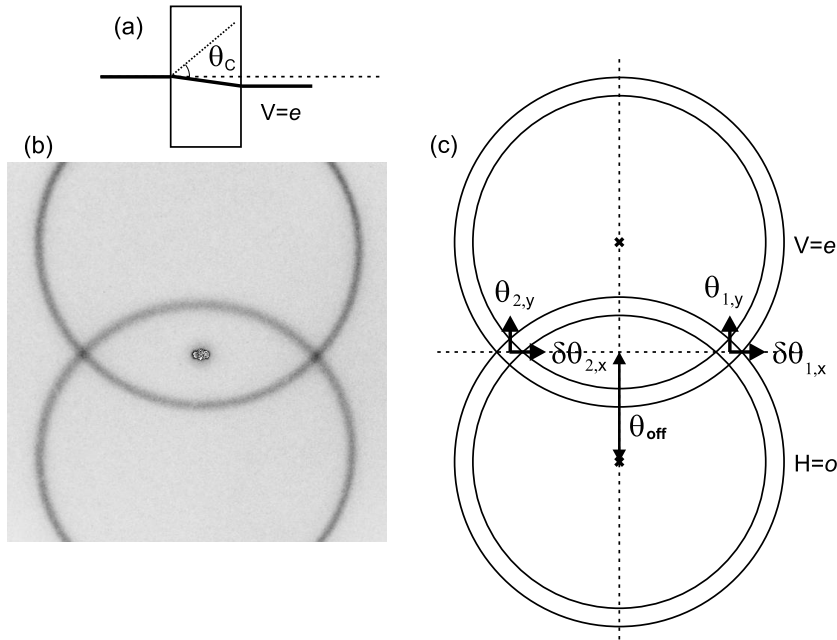 (a)
θC
V=e
(b)
(c)
V=e
θ2,y
θ1,y
δθ2,x
δθ1,x
θoff
H=o